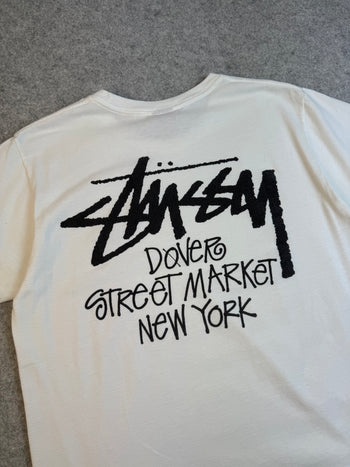 Stüssy
DOVER
STREET MARKET
NEW YORK